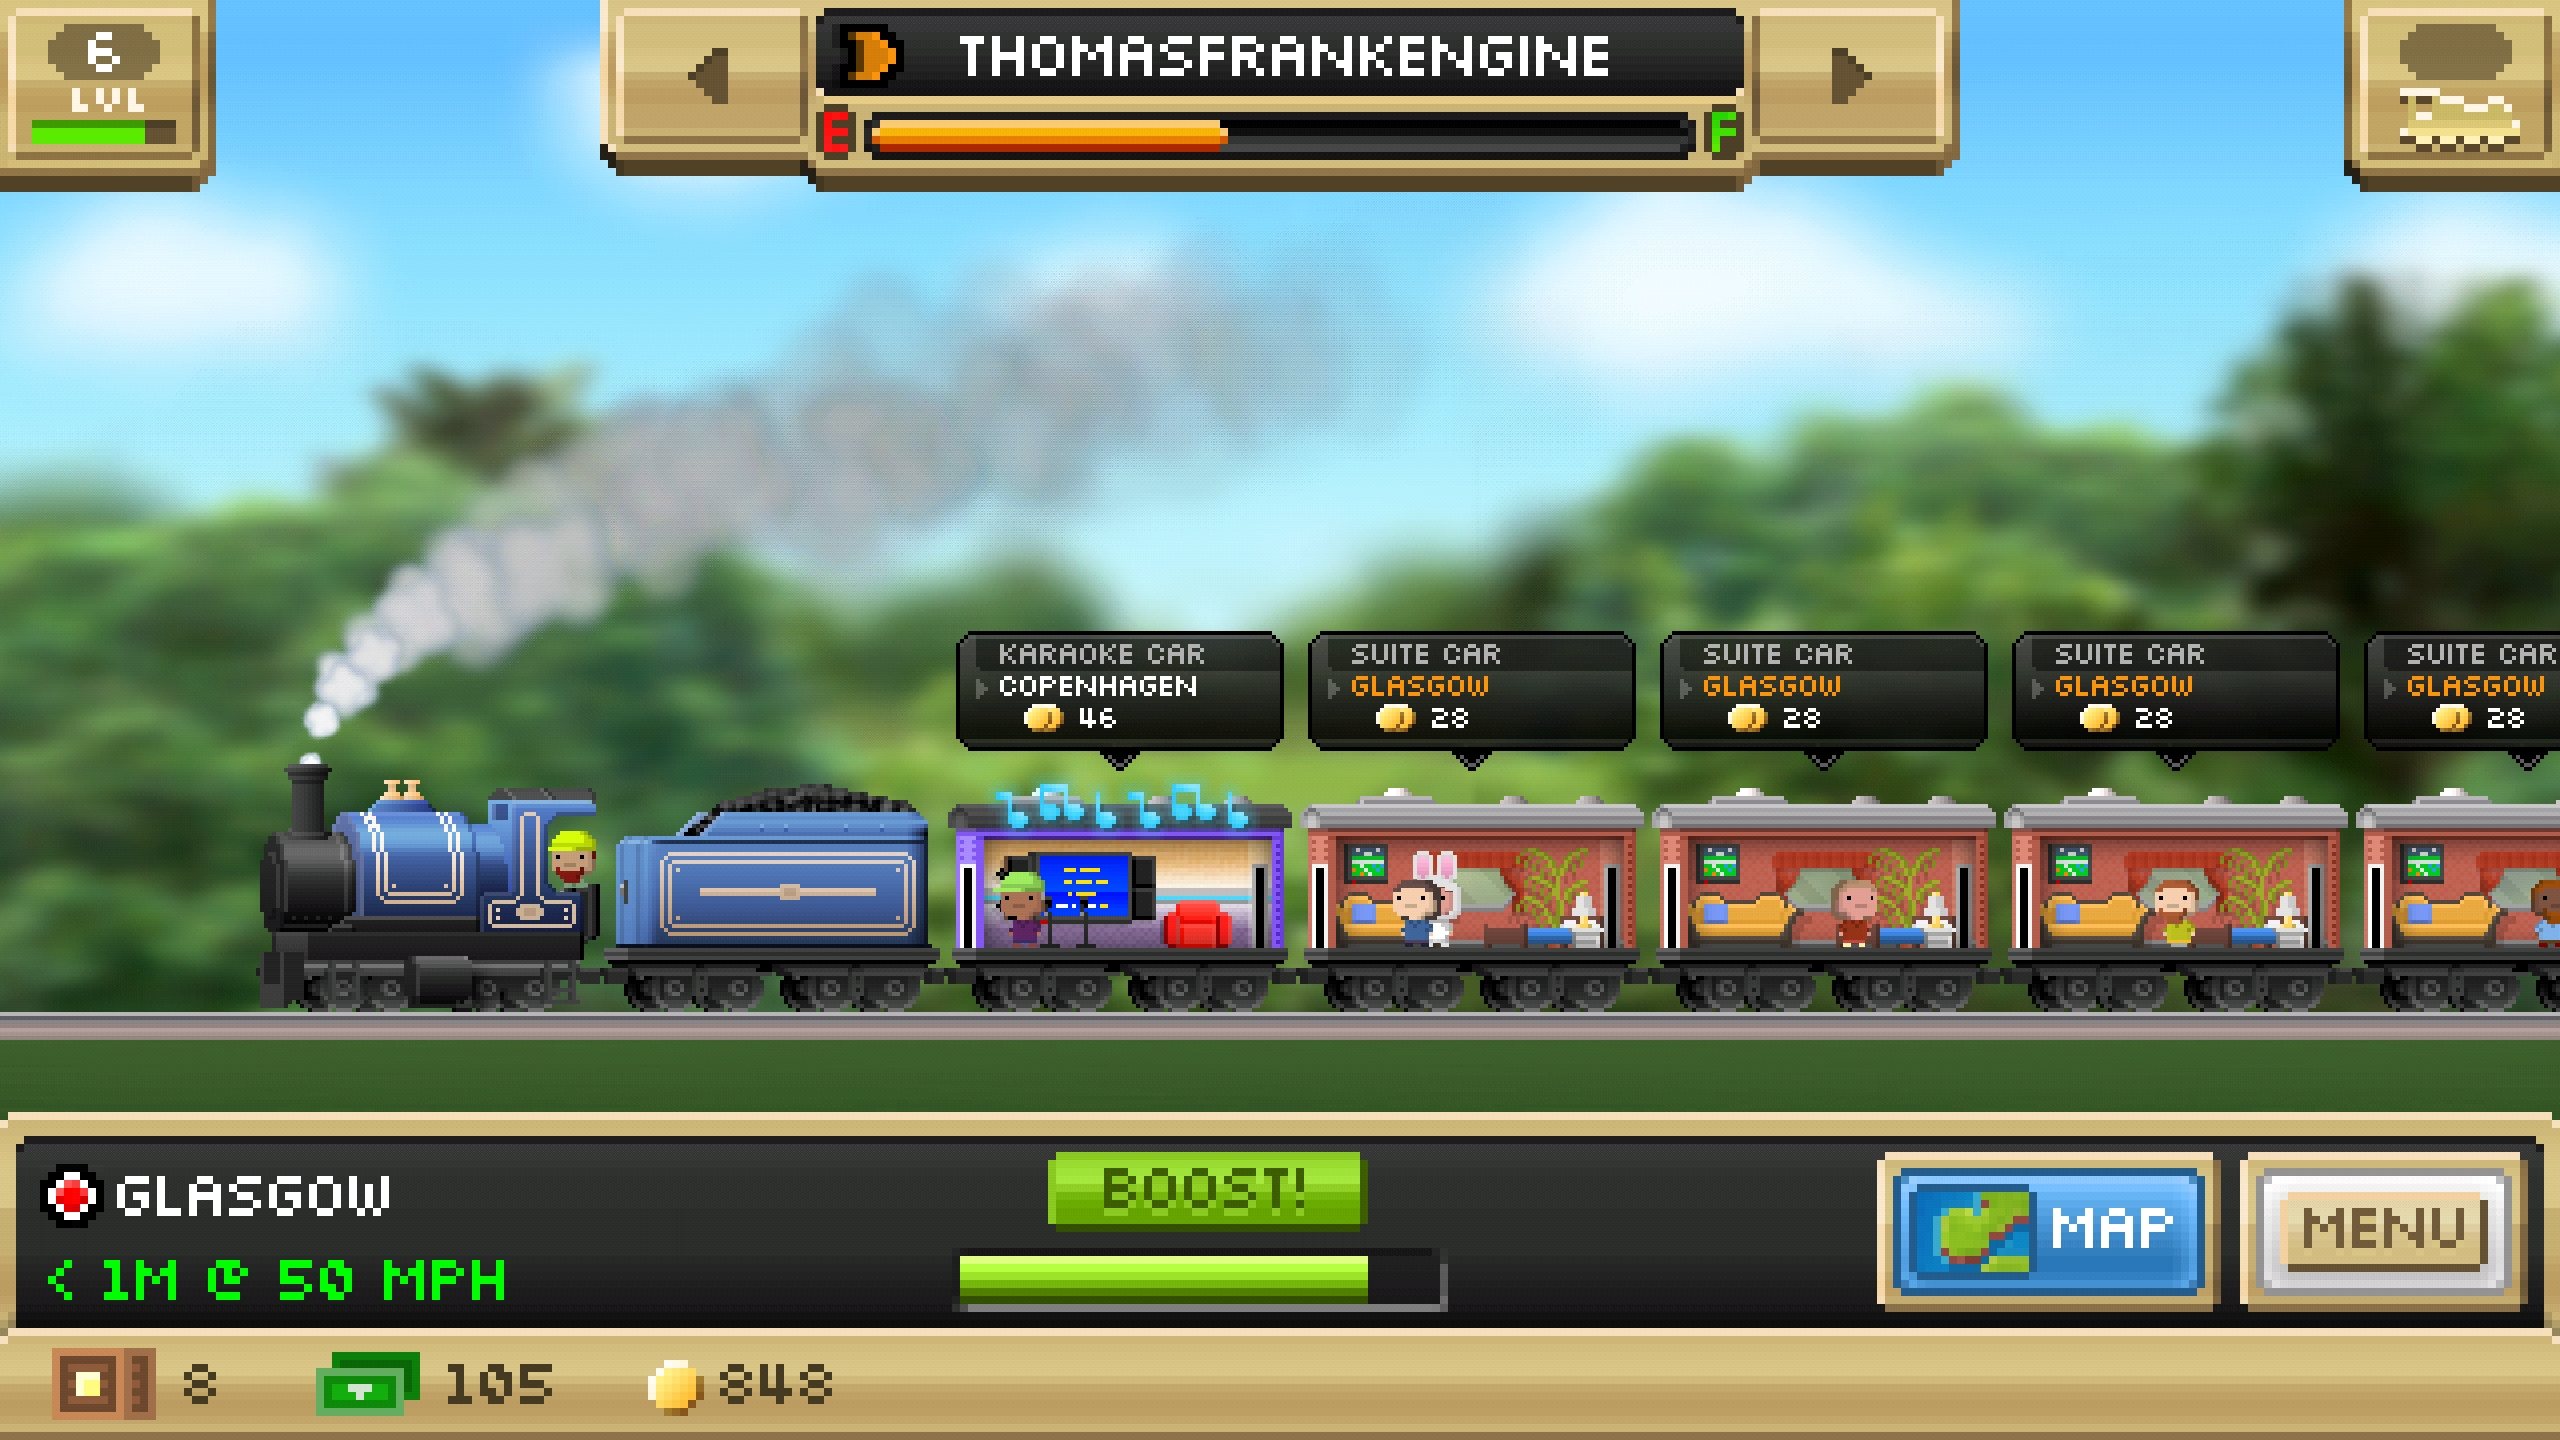 6
LVL
THOMASFRANKENGINE
E F
KARAOKE CAR
COPENHAGEN
46
SUITE CAR
GLASGOW
28
SUITE CAR
GLASGOW
28
SUITE CAR
GLASGOW
28
SUITE CAR
GLASGOW
28
GLASGOW
< 1M @ 50 MPH
BOOST!
MAP
MENU
8 105 848